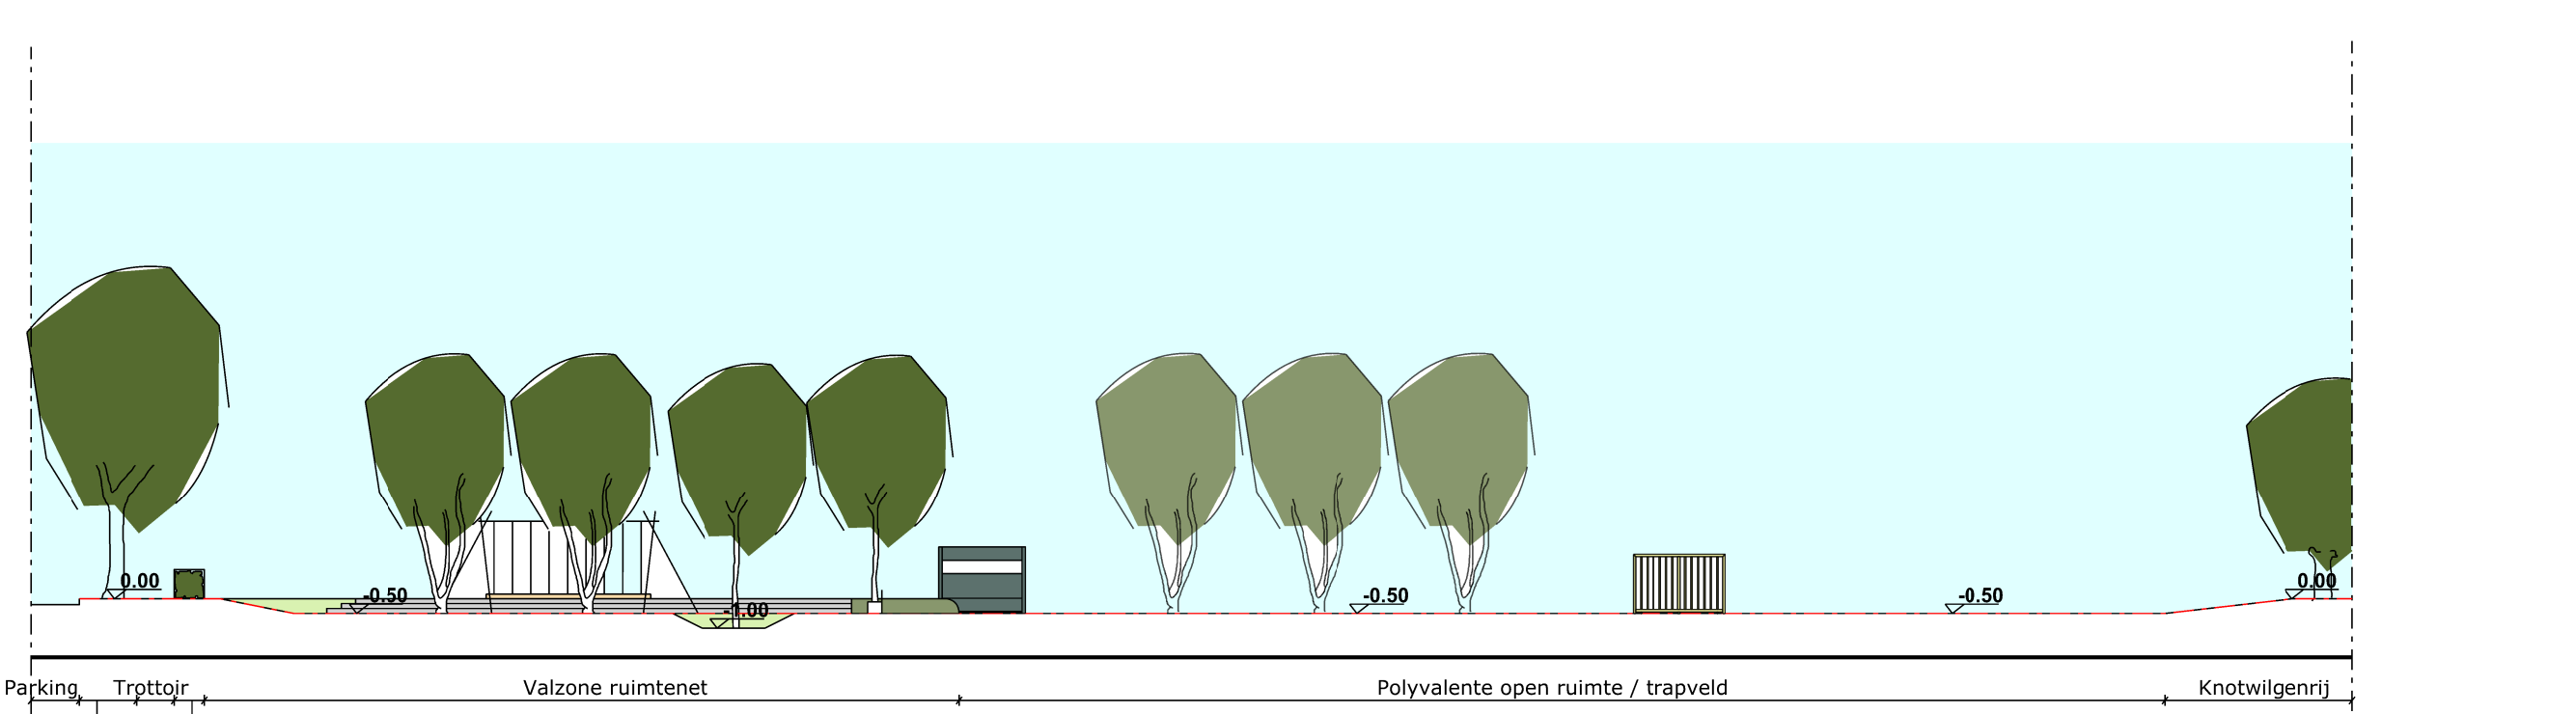 0.00
-0.50
-1.00
-0.50
-0.50
0.00
Parking
Trottoir
Valzone ruimtenet
Polyvalente open ruimte / trapveld
Knotwilgenrij